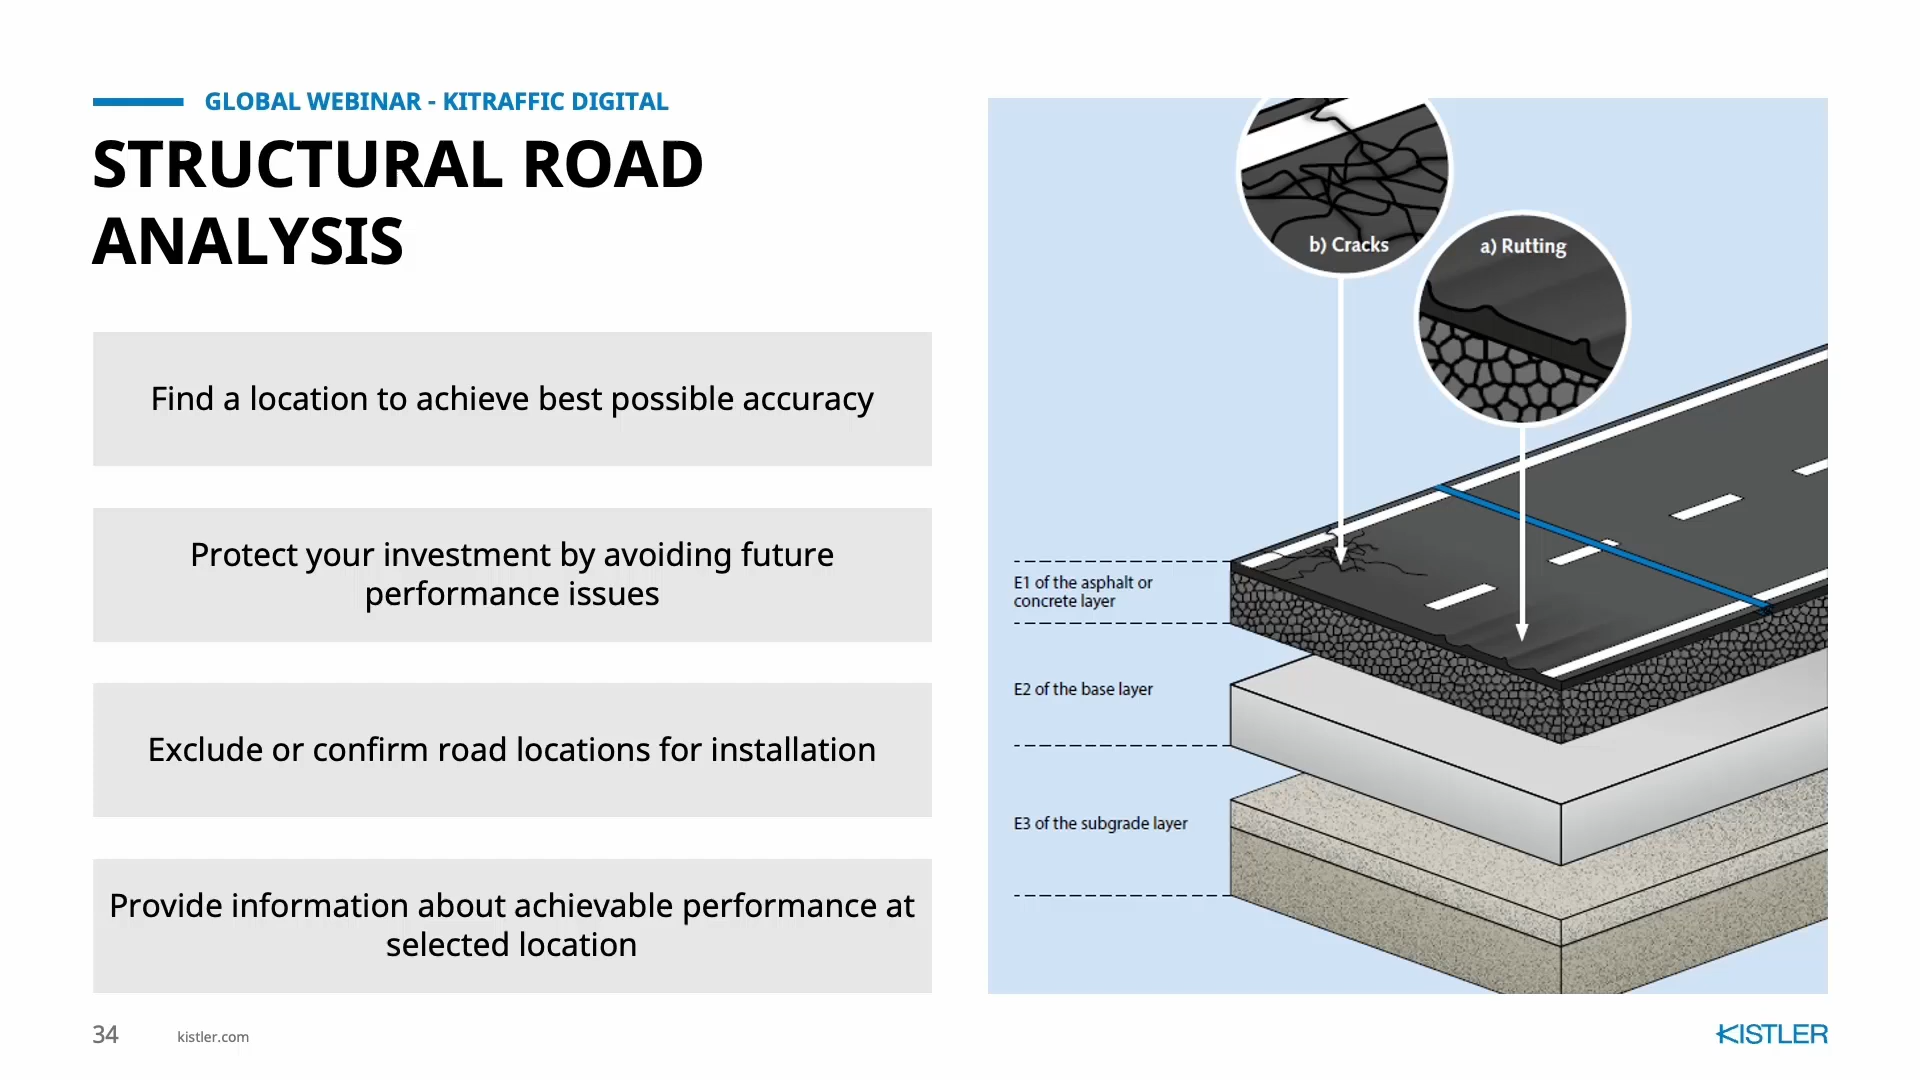 GLOBAL WEBINAR - KITRAFFIC DIGITAL
STRUCTURAL ROAD
ANALYSIS
Find a location to achieve best possible accuracy
Protect your investment by avoiding future
performance issues
Exclude or confirm road locations for installation
Provide information about achievable performance at
selected location
b) Cracks
a) Rutting
E1 of the asphalt or
concrete layer
E2 of the base layer
E3 of the subgrade layer
34
kistler.com
KISTLER